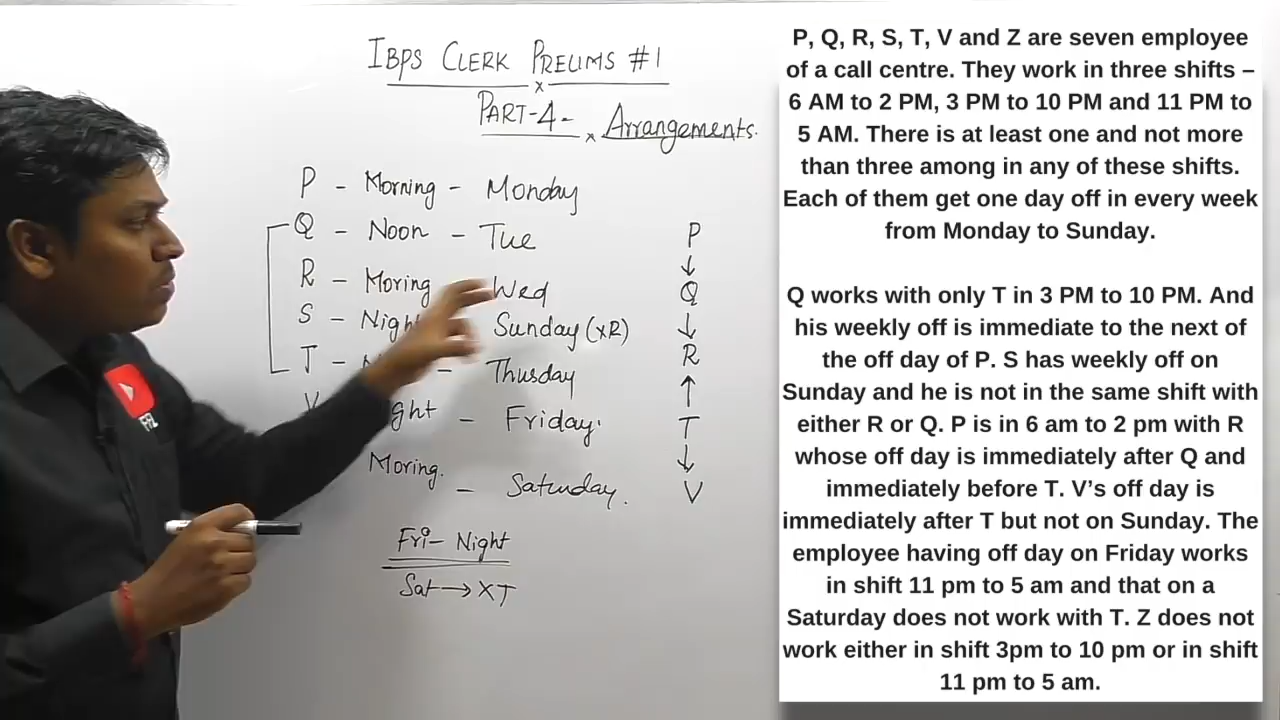 IBPS CLERK PRELIMS #1
x
PART-4-
x Arrangements.
P - Morning - Monday
Q - Noon - Tue
R - Moring Wed
S - Nigh Sunday (xR)
T - - Thusday
ght - Friday.
Moring. - Saturday.
Fri - Night
Sat → XT
P
↓
Q
↓
R
↑
T
↓
V
P, Q, R, S, T, V and Z are seven employee
of a call centre. They work in three shifts –
6 AM to 2 PM, 3 PM to 10 PM and 11 PM to
5 AM. There is at least one and not more
than three among in any of these shifts.
Each of them get one day off in every week
from Monday to Sunday.
Q works with only T in 3 PM to 10 PM. And
his weekly off is immediate to the next of
the off day of P. S has weekly off on
Sunday and he is not in the same shift with
either R or Q. P is in 6 am to 2 pm with R
whose off day is immediately after Q and
immediately before T. V's off day is
immediately after T but not on Sunday. The
employee having off day on Friday works
in shift 11 pm to 5 am and that on a
Saturday does not work with T. Z does not
work either in shift 3pm to 10 pm or in shift
11 pm to 5 am.